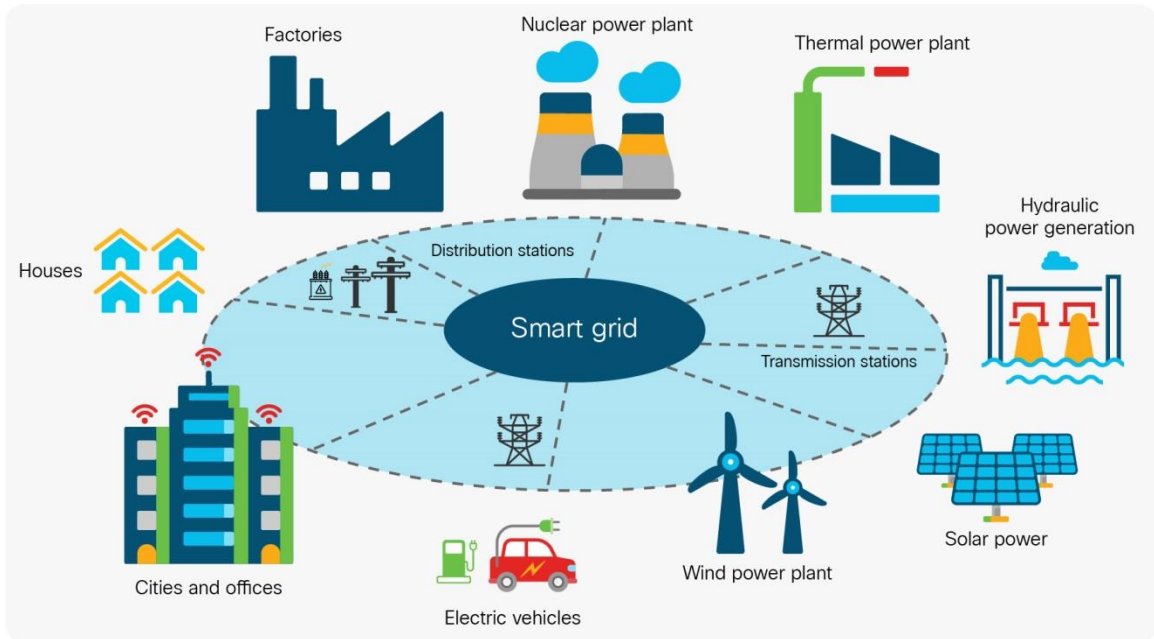 Factories
Nuclear power plant
Thermal power plant
Hydraulic
power generation
Distribution stations
Houses
Smart grid
Transmission stations
Solar power
Wind power plant
Cities and offices
Electric vehicles